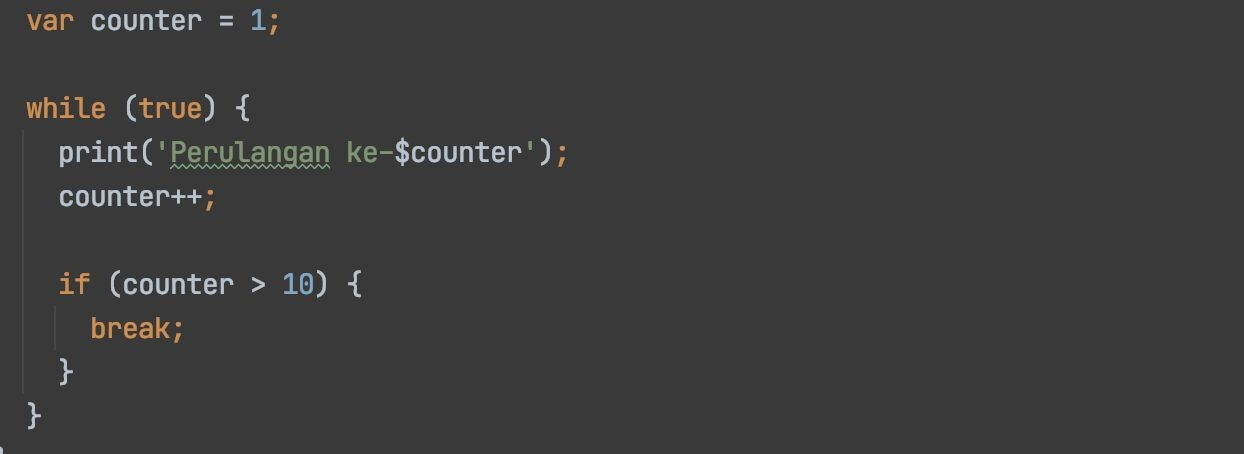 var counter = 1;
while (true) {
print('Perulangan ke-$counter');
counter++;
if (counter > 10) {
break;
}
}